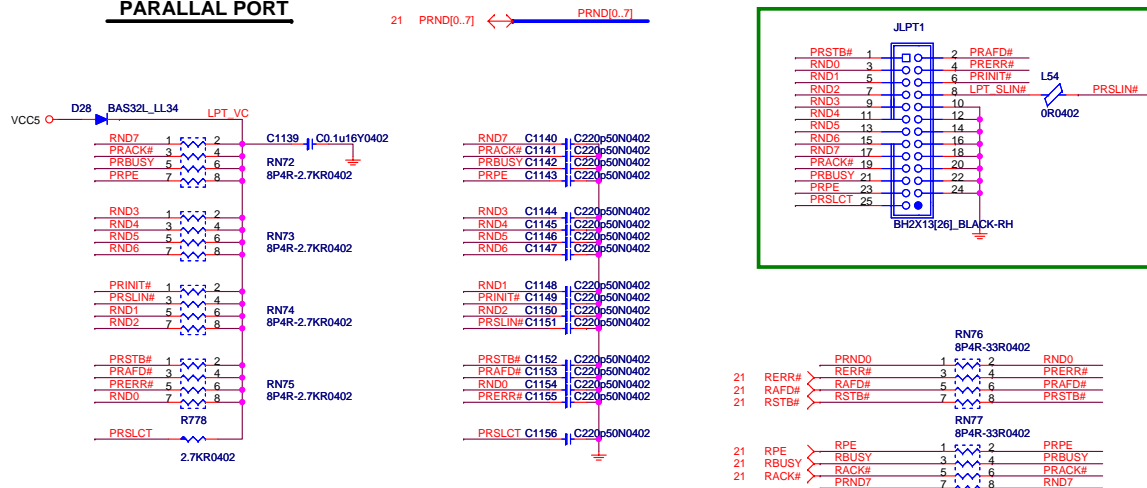 PARALLAL PORT
21 PRND[0..7] PRND[0..7]
VCC5 D28 BAS32L_LL34 LPT_VC
C1139 C0.1u16Y0402
RND7 1 2
PRACK# 3 4
PRBUSY 5 6
PRPE 7 8
RN72
8P4R-2.7KR0402
RND3 1 2
RND4 3 4
RND5 5 6
RND6 7 8
RN73
8P4R-2.7KR0402
PRINIT# 1 2
PRSLIN# 3 4
RND1 5 6
RND2 7 8
RN74
8P4R-2.7KR0402
PRSTB# 1 2
PRAFD# 3 4
PRERR# 5 6
RND0 7 8
RN75
8P4R-2.7KR0402
R778
PRSLCT
2.7KR0402
RND7 C1140 C220p50N0402
PRACK# C1141 C220p50N0402
PRBUSY C1142 C220p50N0402
PRPE C1143 C220p50N0402
RND3 C1144 C220p50N0402
RND4 C1145 C220p50N0402
RND5 C1146 C220p50N0402
RND6 C1147 C220p50N0402
RND1 C1148 C220p50N0402
PRINIT# C1149 C220p50N0402
RND2 C1150 C220p50N0402
PRSLIN# C1151 C220p50N0402
PRSTB# C1152 C220p50N0402
PRAFD# C1153 C220p50N0402
RND0 C1154 C220p50N0402
PRERR# C1155 C220p50N0402
PRSLCT C1156 C220p50N0402
JLPT1
PRSTB# 1 2 PRAFD#
RND0 3 4 PRERR#
RND1 5 6 PRINIT#
RND2 7 8 LPT_SLIN# L54 PRSLIN#
0R0402
RND3 9 10
RND4 11 12
RND5 13 14
RND6 15 16
RND7 17 18
PRACK# 19 20
PRBUSY 21 22
PRPE 23 24
PRSLCT 25
BH2X13[26]_BLACK-RH
RN76
8P4R-33R0402
PRND0 1 2 RND0
21 RERR# RERR# 3 4 PRERR#
21 RAFD# RAFD# 5 6 PRAFD#
21 RSTB# RSTB# 7 8 PRSTB#
RN77
8P4R-33R0402
21 RPE RPE 1 2 PRPE
21 RBUSY RBUSY 3 4 PRBUSY
21 RACK# RACK# 5 6 PRACK#
PRND7 7 8 RND7